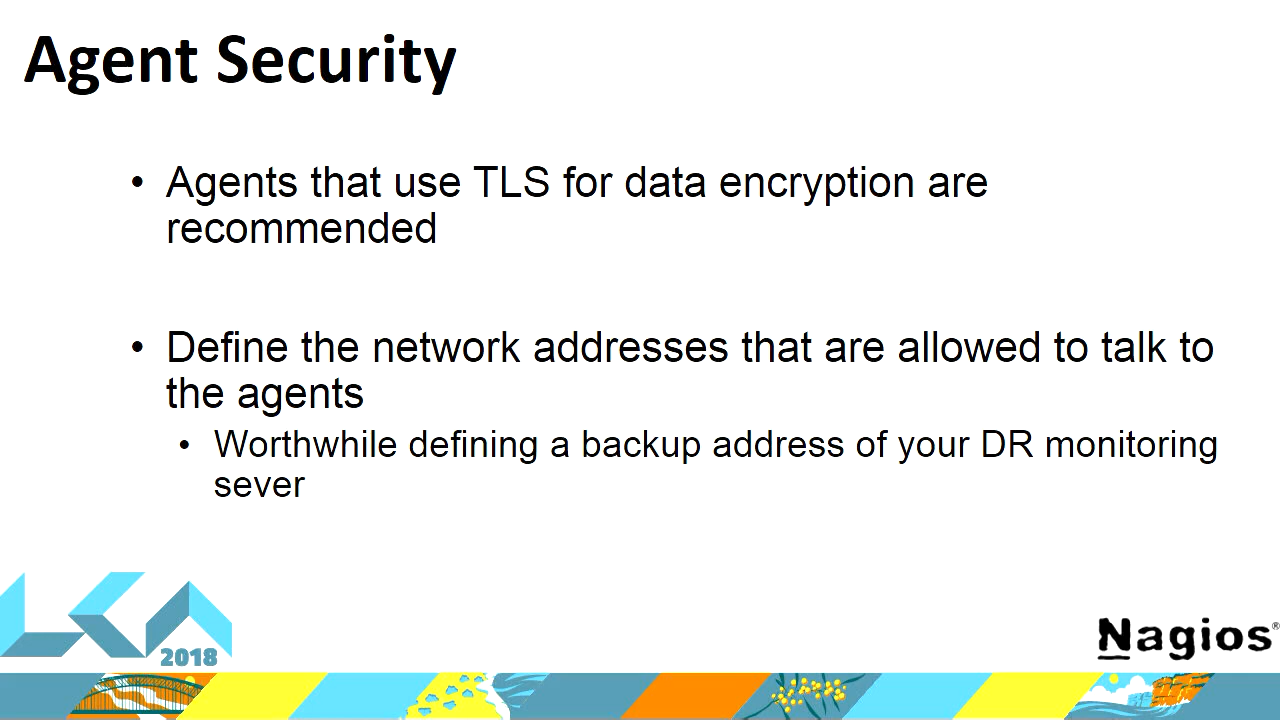 Agent Security
• Agents that use TLS for data encryption are
recommended
• Define the network addresses that are allowed to talk to
the agents
• Worthwhile defining a backup address of your DR monitoring
sever
LCA
2018
Nagios®